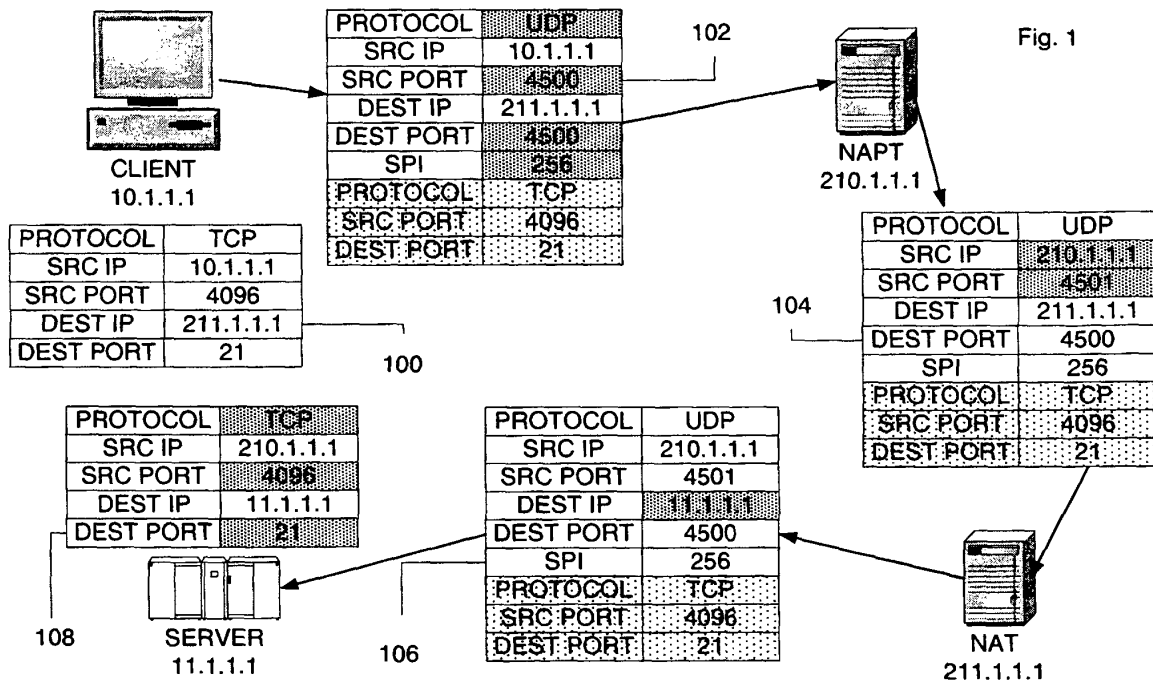 Fig. 1
PROTOCOL UDP
SRC IP 10.1.1.1
SRC PORT 4500
DEST IP 211.1.1.1
DEST PORT 4500
SPI 256
PROTOCOL TCP
SRC PORT 4096
DEST PORT 21
102
CLIENT
10.1.1.1
NAPT
210.1.1.1
PROTOCOL TCP
SRC IP 10.1.1.1
SRC PORT 4096
DEST IP 211.1.1.1
DEST PORT 21
100
104
PROTOCOL UDP
SRC IP 210.1.1.1
SRC PORT 4501
DEST IP 211.1.1.1
DEST PORT 4500
SPI 256
PROTOCOL TCP
SRC PORT 4096
DEST PORT 21
PROTOCOL TCP
SRC IP 210.1.1.1
SRC PORT 4096
DEST IP 11.1.1.1
DEST PORT 21
108
SERVER
11.1.1.1
PROTOCOL UDP
SRC IP 210.1.1.1
SRC PORT 4501
DEST IP 11.1.1.1
DEST PORT 4500
SPI 256
PROTOCOL TCP
SRC PORT 4096
DEST PORT 21
106
NAT
211.1.1.1